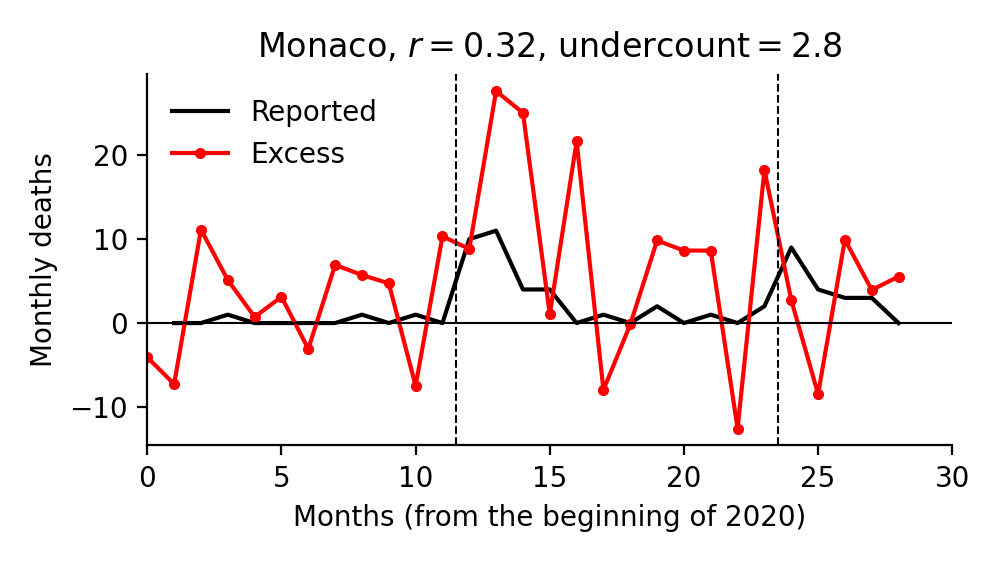 Monaco, r = 0.32, undercount = 2.8
Reported
Excess
Monthly deaths
20
10
0
−10
0 5 10 15 20 25 30
Months (from the beginning of 2020)